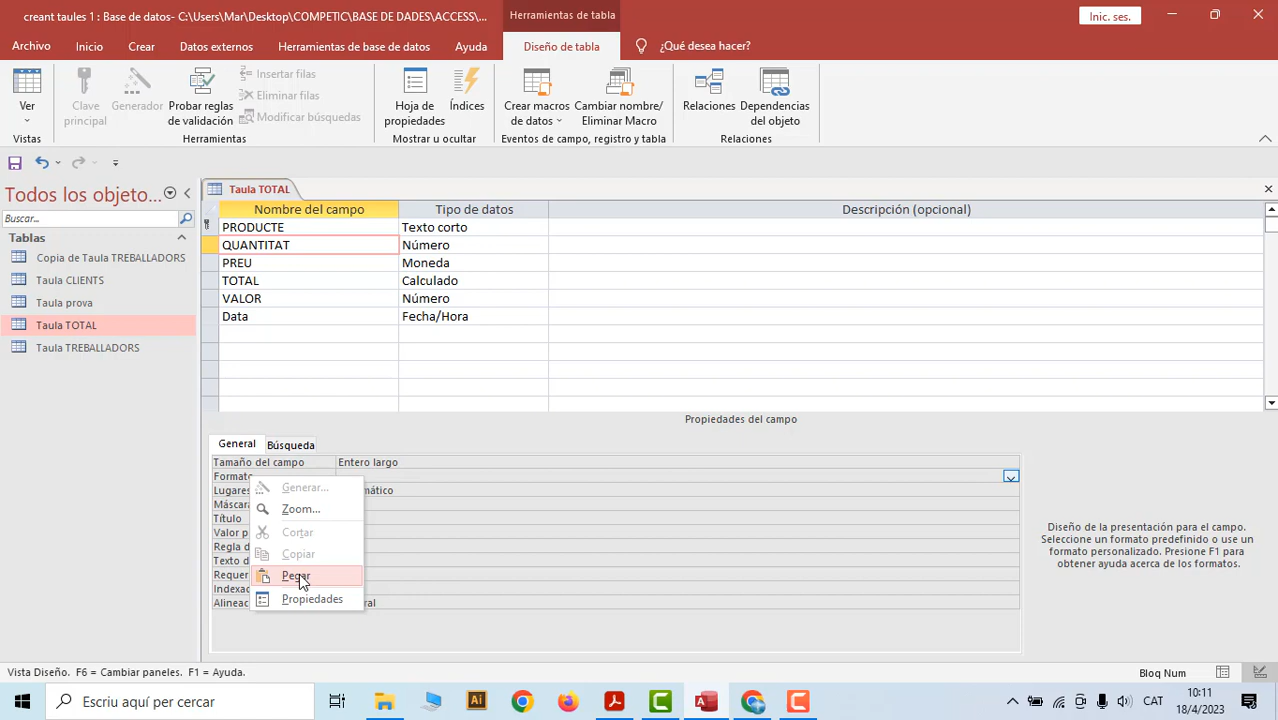 creant taules 1 : Base de datos- C:\Users\Mar\Desktop\COMPETIC\BASE DE DADES\ACCESS\...
Herramientas de tabla
Inic. ses.
Archivo Inicio Crear Datos externos Herramientas de base de datos Ayuda Diseño de tabla ¿Qué desea hacer?
Ver
Clave principal
Generador
Probar reglas de validación
Insertar filas
Eliminar filas
Modificar búsquedas
Hoja de propiedades
Índices
Crear macros de datos
Cambiar nombre/ Eliminar Macro
Relaciones
Dependencias del objeto
Vistas
Herramientas
Mostrar u ocultar
Eventos de campo, registro y tabla
Relaciones
Todos los objeto...
Buscar...
Tablas
Copia de Taula TREBALLADORS
Taula CLIENTS
Taula prova
Taula TOTAL
Taula TREBALLADORS
Taula TOTAL
Nombre del campo Tipo de datos Descripción (opcional)
PRODUCTE Texto corto
QUANTITAT Número
PREU Moneda
TOTAL Calculado
VALOR Número
Data Fecha/Hora
Propiedades del campo
General Búsqueda
Tamaño del campo Entero largo
Formato
Lugares
Máscar
Título
Valor p
Regla d
Texto d
Requer
Indexa
Alineac
Generar...
Zoom...
Cortar
Copiar
Pegar
Propiedades
Diseño de la presentación para el campo.
Seleccione un formato predefinido o use un
formato personalizado. Presione F1 para
obtener ayuda acerca de los formatos.
Vista Diseño. F6 = Cambiar paneles. F1 = Ayuda.
Bloq Num
Escriu aquí per cercar
Ai
CAT
10:11
18/4/2023